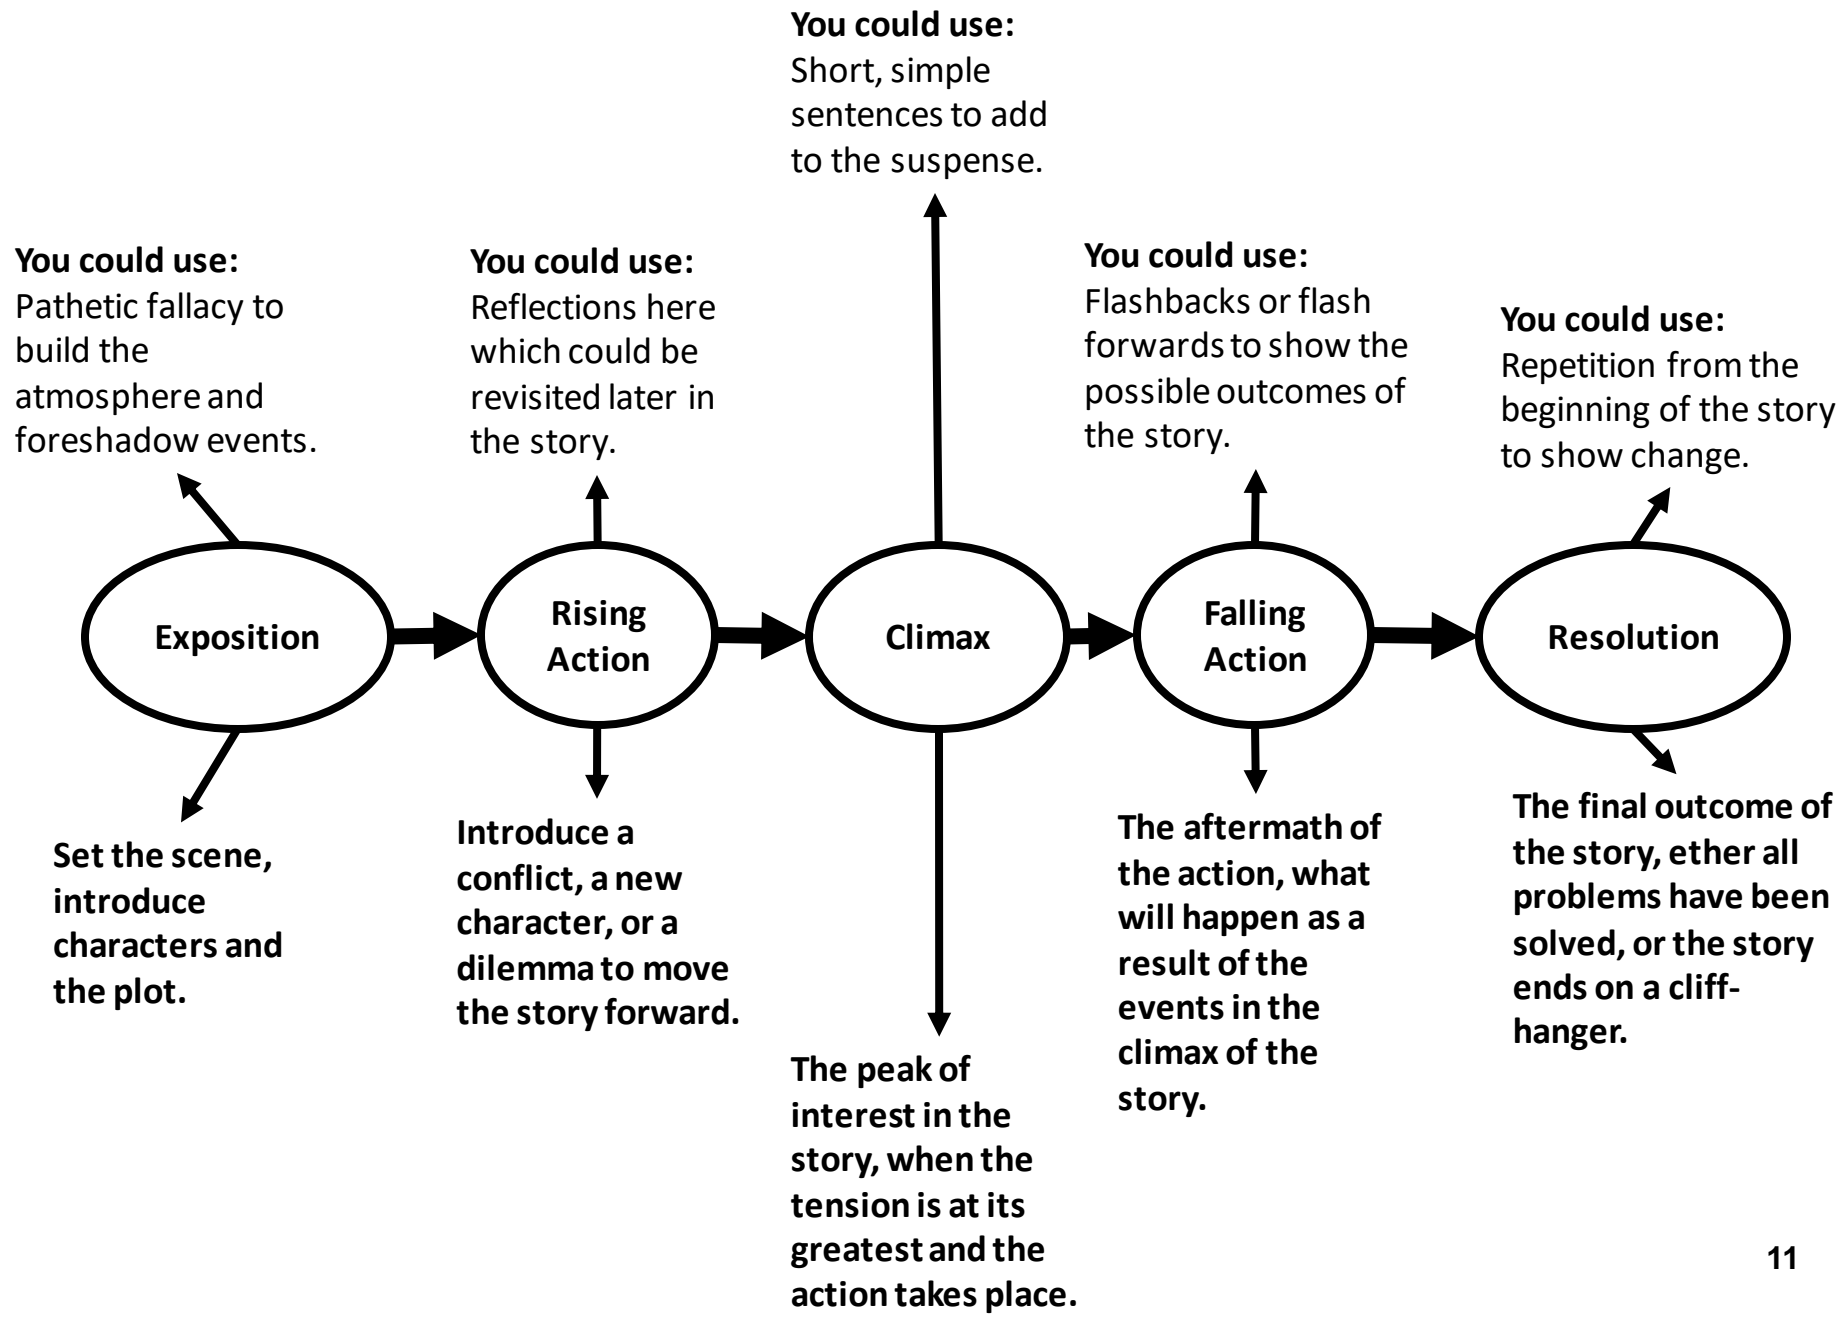 You could use:
Short, simple
sentences to add
to the suspense.
You could use:
Pathetic fallacy to
build the
atmosphere and
foreshadow events.
You could use:
Reflections here
which could be
revisited later in
the story.
You could use:
Flashbacks or flash
forwards to show the
possible outcomes of
the story.
You could use:
Repetition from the
beginning of the story
to show change.
Exposition
Rising
Action
Climax
Falling
Action
Resolution
Set the scene,
introduce
characters and
the plot.
Introduce a
conflict, a new
character, or a
dilemma to move
the story forward.
The peak of
interest in the
story, when the
tension is at its
greatest and the
action takes place.
The aftermath of
the action, what
will happen as a
result of the
events in the
climax of the
story.
The final outcome of
the story, ether all
problems have been
solved, or the story
ends on a cliff-
hanger.
11